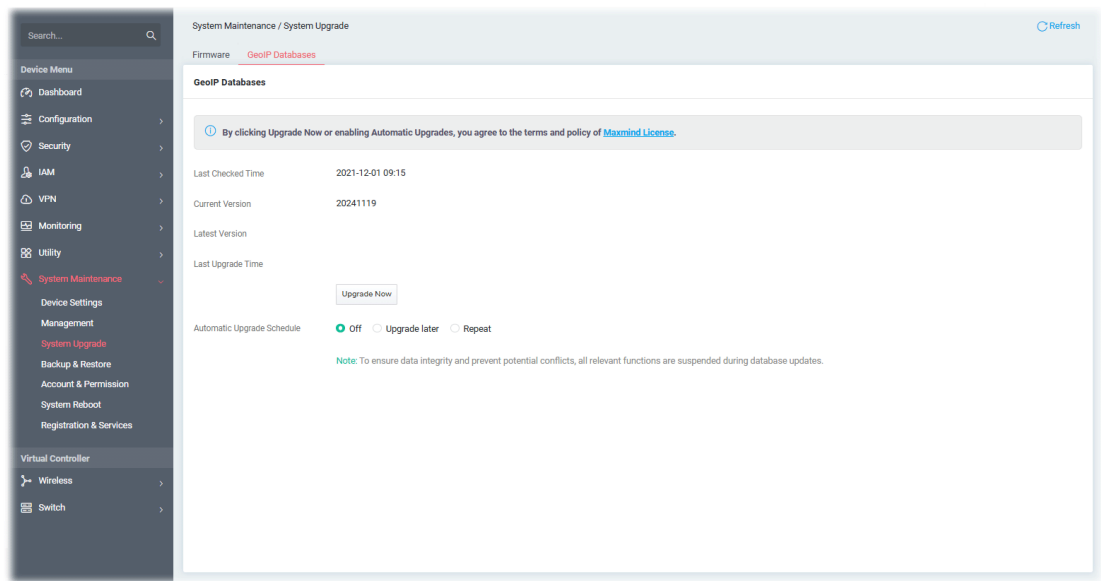 Search...
Device Menu
Dashboard
Configuration
Security
IAM
VPN
Monitoring
Utility
System Maintenance
Device Settings
Management
System Upgrade
Backup & Restore
Account & Permission
System Reboot
Registration & Services
Virtual Controller
Wireless
Switch
System Maintenance / System Upgrade
Refresh
Firmware GeoIP Databases
GeoIP Databases
By clicking Upgrade Now or enabling Automatic Upgrades, you agree to the terms and policy of Maxmind License.
Last Checked Time 2021-12-01 09:15
Current Version 20241119
Latest Version
Last Upgrade Time
Upgrade Now
Automatic Upgrade Schedule Off Upgrade later Repeat
Note: To ensure data integrity and prevent potential conflicts, all relevant functions are suspended during database updates.